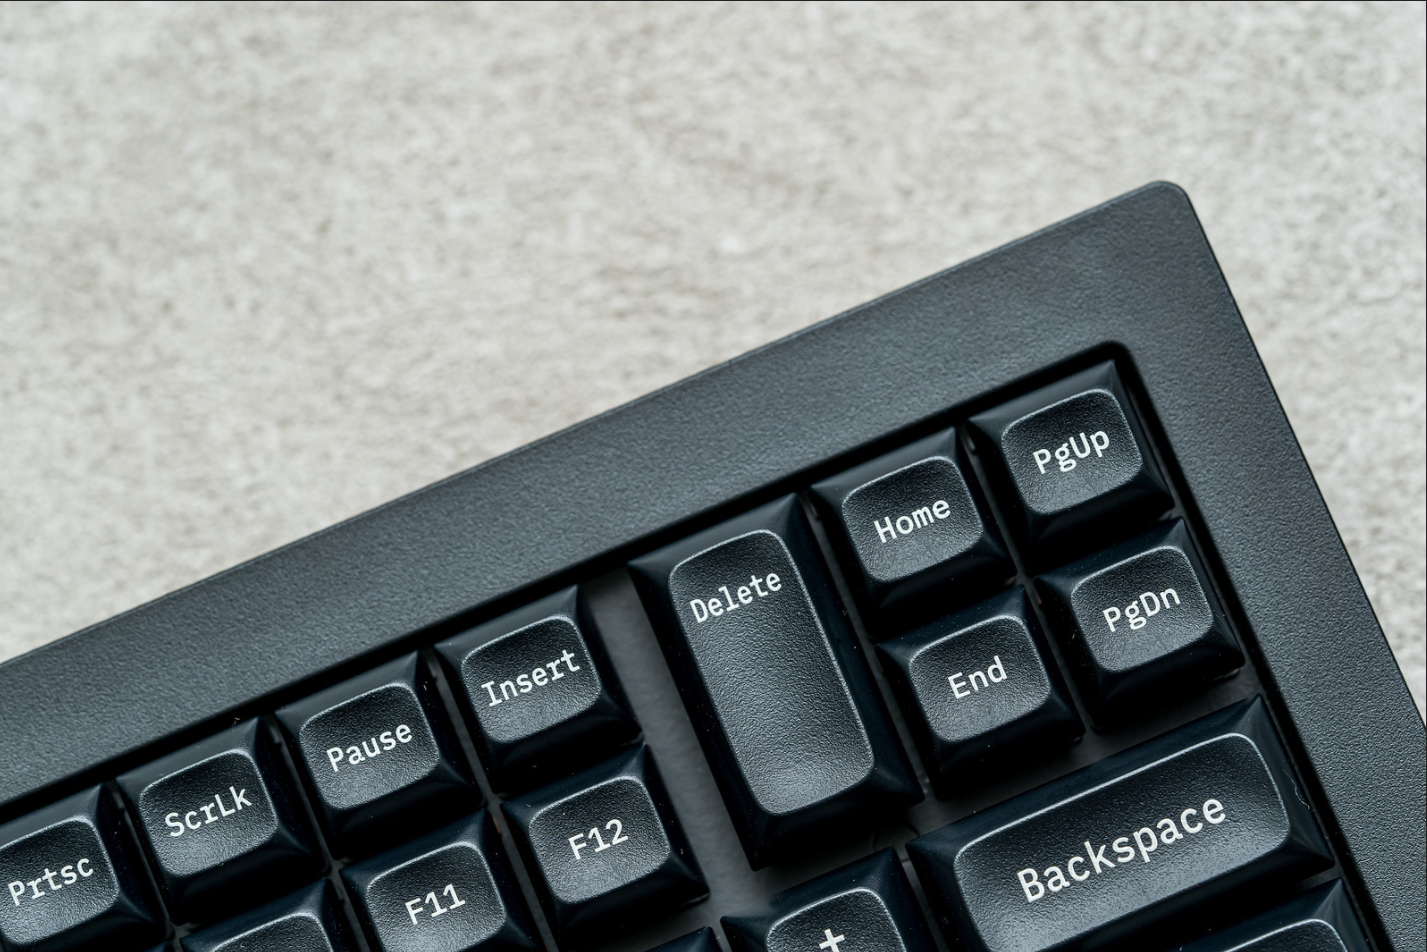 PgUp
Home
Delete
PgDn
End
Insert
Pause
ScrLk
Prtsc
Backspace
F12
F11
+